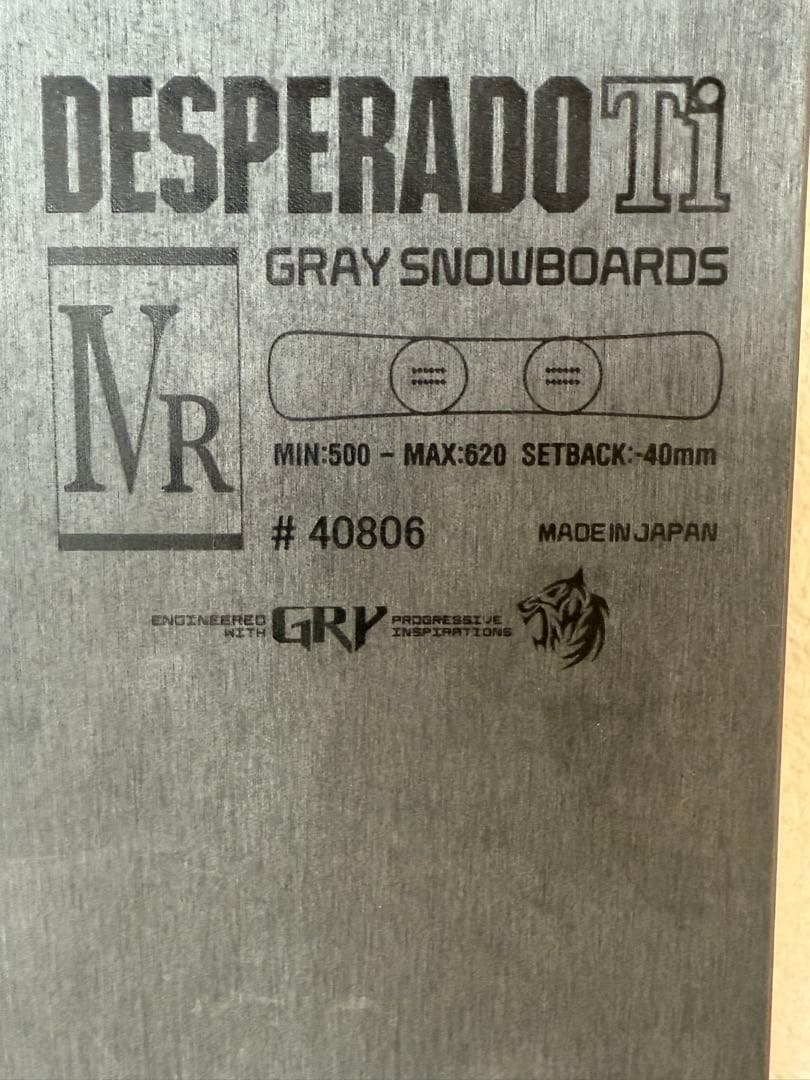 DESPERADO Ti
GRAY SNOWBOARDS
IVR
MIN:500 – MAX:620 SETBACK:-40mm
# 40806 MADE IN JAPAN
ENGINEERED WITH GRY PROGRESSIVE INSPIRATIONS